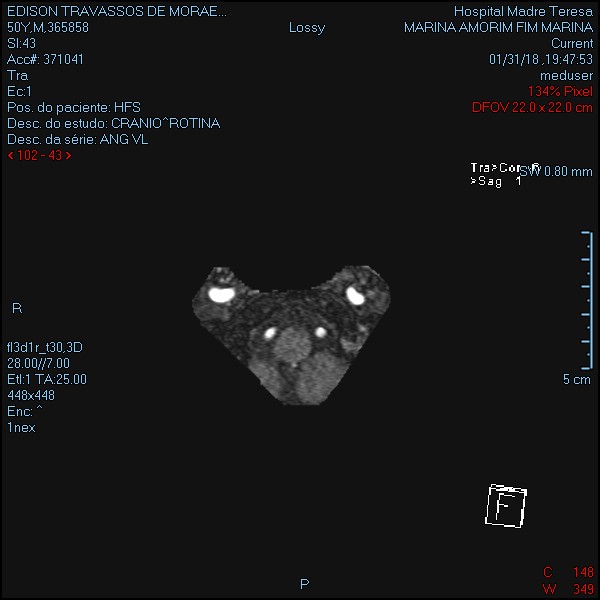 EDISON TRAVASSOS DE MORAE...
50Y,M,365858
Sl:43
Acc#: 371041
Tra
Ec:1
Pos. do paciente: HFS
Desc. do estudo: CRANIO^ROTINA
Desc. da série: ANG VL
< 102 - 43 >
Lossy
Hospital Madre Teresa
MARINA AMORIM FIM MARINA
Current
01/31/18 ,19:47:53
meduser
134% Pixel
DFOV 22.0 x 22.0 cm
Tra>Cor
SW 0.80 mm
>Sag 1
R
fl3d1r_t30,3D
28.00//7.00
Etl:1 TA:25.00
448x448
Enc: ^
1nex
5 cm
F
P
C 148
W 349